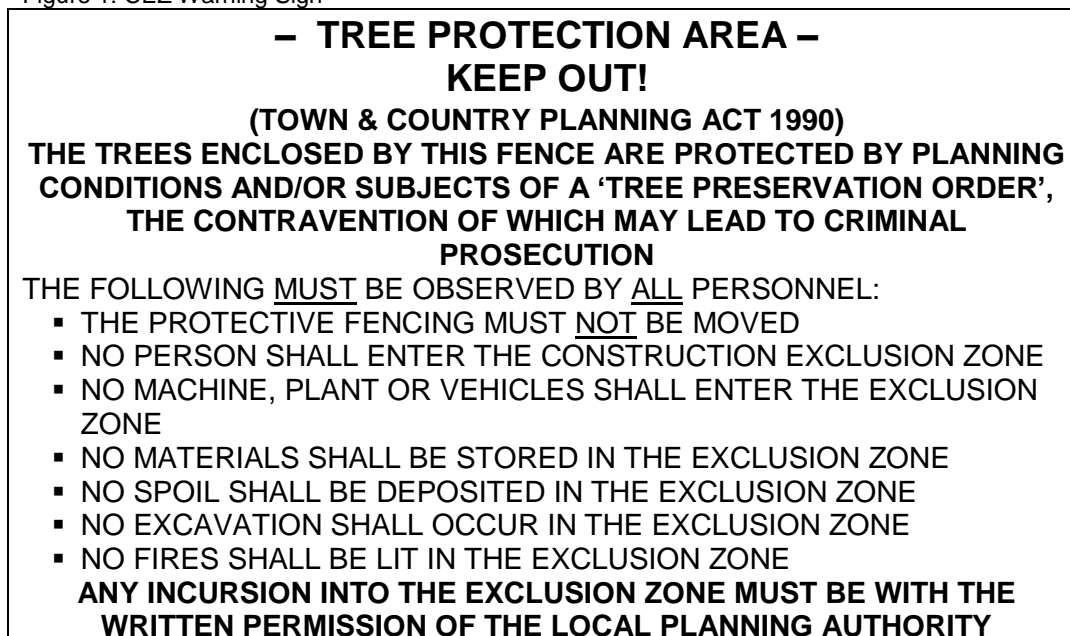 – TREE PROTECTION AREA –
KEEP OUT!
(TOWN & COUNTRY PLANNING ACT 1990)
THE TREES ENCLOSED BY THIS FENCE ARE PROTECTED BY PLANNING
CONDITIONS AND/OR SUBJECTS OF A ‘TREE PRESERVATION ORDER’,
THE CONTRAVENTION OF WHICH MAY LEAD TO CRIMINAL
PROSECUTION
THE FOLLOWING MUST BE OBSERVED BY ALL PERSONNEL:
▪ THE PROTECTIVE FENCING MUST NOT BE MOVED
▪ NO PERSON SHALL ENTER THE CONSTRUCTION EXCLUSION ZONE
▪ NO MACHINE, PLANT OR VEHICLES SHALL ENTER THE EXCLUSION
ZONE
▪ NO MATERIALS SHALL BE STORED IN THE EXCLUSION ZONE
▪ NO SPOIL SHALL BE DEPOSITED IN THE EXCLUSION ZONE
▪ NO EXCAVATION SHALL OCCUR IN THE EXCLUSION ZONE
▪ NO FIRES SHALL BE LIT IN THE EXCLUSION ZONE
ANY INCURSION INTO THE EXCLUSION ZONE MUST BE WITH THE
WRITTEN PERMISSION OF THE LOCAL PLANNING AUTHORITY